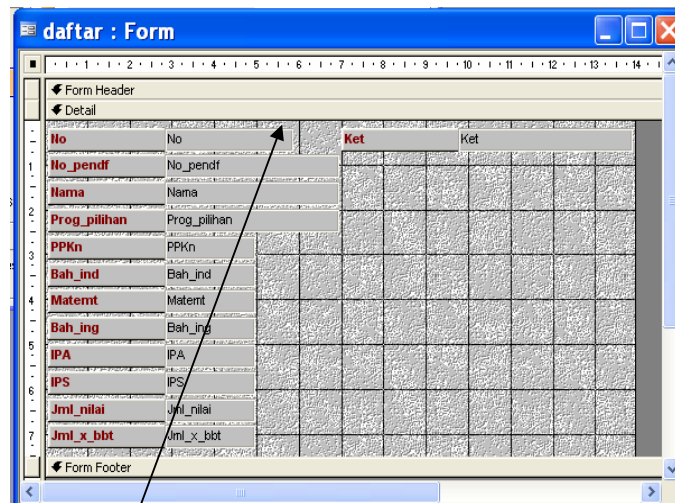 daftar : Form
1 2 3 4 5 6 7 8 9 10 11 12 13 14
Form Header
Detail
No No Ket Ket
No_pendf No_pendf
Nama Nama
Prog_pilihan Prog_pilihan
PPKn PPKn
Bah_ind Bah_ind
Matemt Matemt
Bah_ing Bah_ing
IPA IPA
IPS IPS
Jml_nilai Jml_nilai
Jml_x_bbt Jml_x_bbt
1
2
3
4
5
6
7
Form Footer